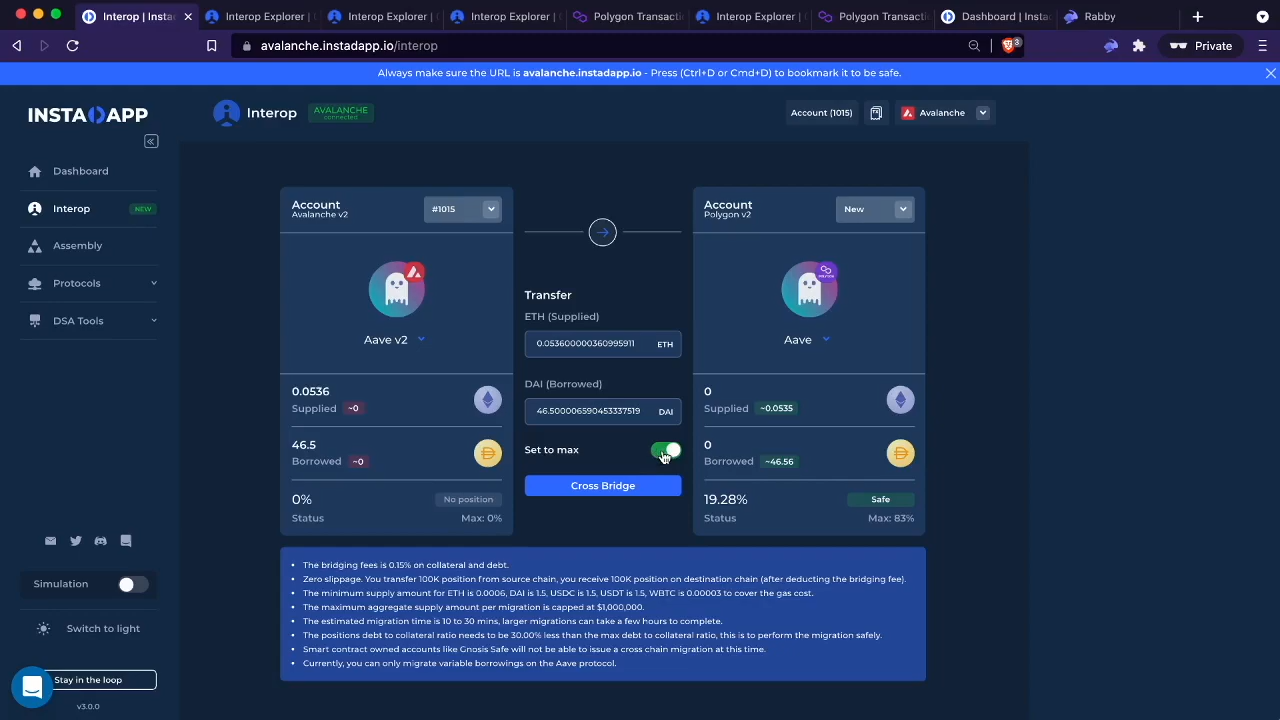 Interop | Insta
Interop Explorer |
Interop Explorer |
Interop Explorer |
Polygon Transacti
Interop Explorer |
Polygon Transacti
Dashboard | Insta
Rabby
avalanche.instadapp.io/interop
3
Private
Always make sure the URL is avalanche.instadapp.io - Press (Ctrl+D or Cmd+D) to bookmark it to be safe.
INSTADAPP
Interop
AVALANCHE
connected
Account (1015)
Avalanche
Dashboard
Interop
NEW
Assembly
Protocols
DSA Tools
Account
Avalanche v2
#1015
Aave v2
0.0536
Supplied ~0
46.5
Borrowed ~0
0%
No position
Status
Max: 0%
Transfer
ETH (Supplied)
0.053600000360995911 ETH
DAI (Borrowed)
46.500006590453337519 DAI
Set to max
Cross Bridge
Account
Polygon v2
New
Aave
0
Supplied ~0.0535
0
Borrowed ~46.56
19.28%
Safe
Status
Max: 83%
• The bridging fees is 0.15% on collateral and debt.
• Zero slippage. You transfer 100K position from source chain, you receive 100K position on destination chain (after deducting the bridging fee).
• The minimum supply amount for ETH is 0.0006, DAI is 1.5, USDC is 1.5, USDT is 1.5, WBTC is 0.00003 to cover the gas cost.
• The maximum aggregate supply amount per migration is capped at $1,000,000.
• The estimated migration time is 10 to 30 mins, larger migrations can take a few hours to complete.
• The positions debt to collateral ratio needs to be 30.00% less than the max debt to collateral ratio, this is to perform the migration safely.
• Smart contract owned accounts like Gnosis Safe will not be able to issue a cross chain migration at this time.
• Currently, you can only migrate variable borrowings on the Aave protocol.
Simulation
Switch to light
Stay in the loop
v3.0.0